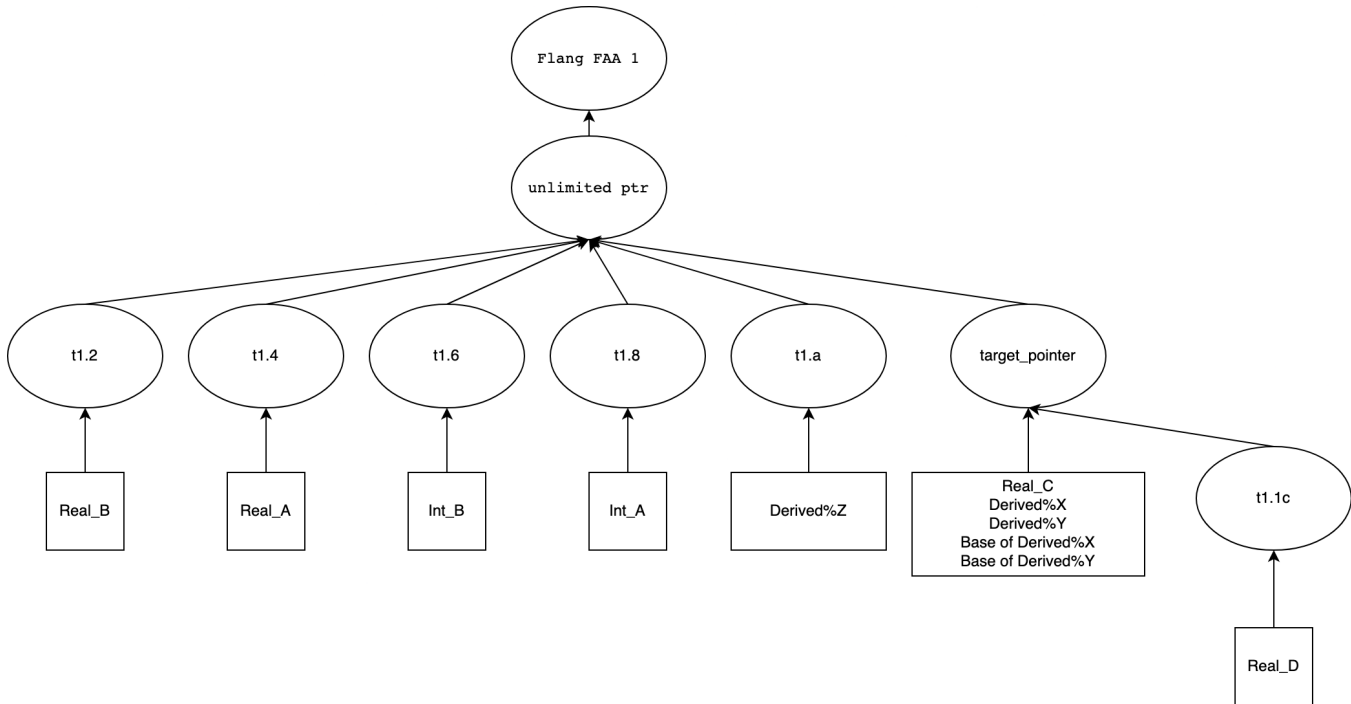 Flang FAA 1
unlimited ptr
t1.2
t1.4
t1.6
t1.8
t1.a
target_pointer
Real_B
Real_A
Int_B
Int_A
Derived%Z
Real_C
Derived%X
Derived%Y
Base of Derived%X
Base of Derived%Y
t1.1c
Real_D